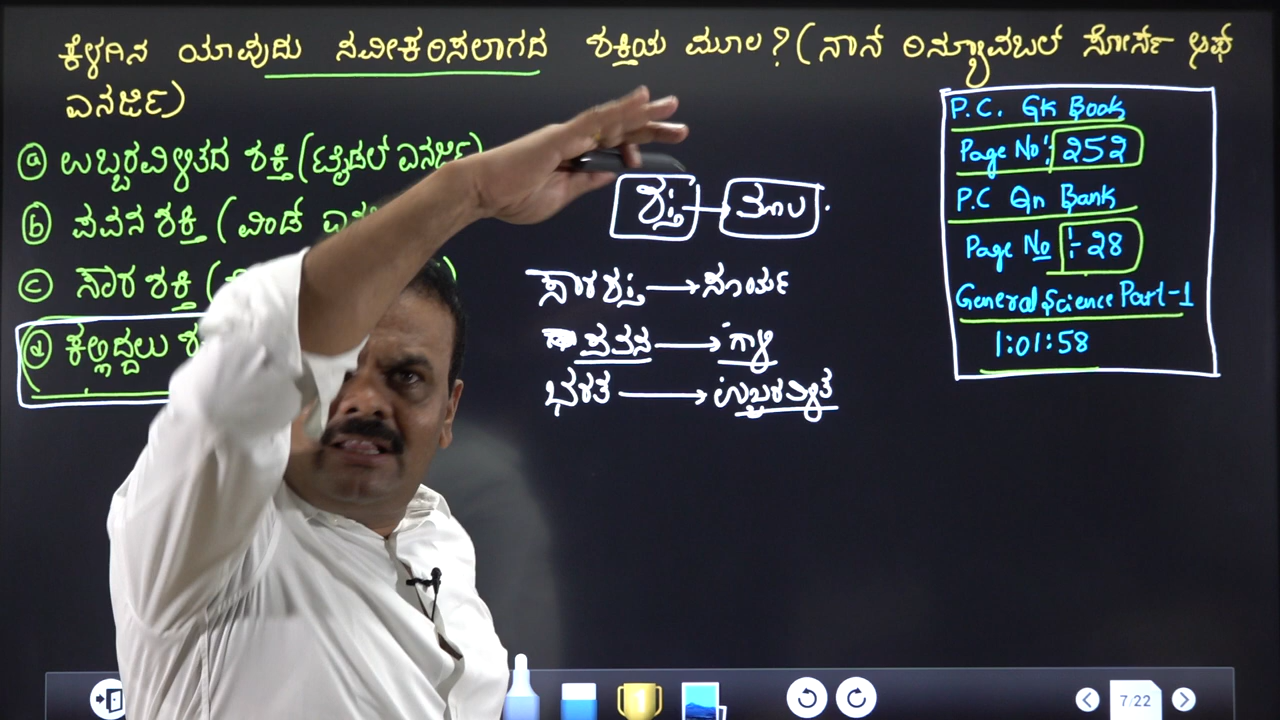 ಕೆಳಗಿನ ಯಾವುದು ನವೀಕರಿಸಲಾಗದ ಶಕ್ತಿಯ ಮೂಲ? (ನಾನ್ ರಿನ್ಯೂವಬಲ್ ಸೋರ್ಸ್ ಆಫ್
ಎನರ್ಜಿ)
ⓐ ಉಬ್ಬರವಿಳಿತದ ಶಕ್ತಿ (ಟೈಡಲ್ ಎನರ್ಜಿ)
ⓑ ಪವನ ಶಕ್ತಿ (ವಿಂಡ್
ⓒ ಸೌರ ಶಕ್ತಿ (
ⓓ ಕಲ್ಲಿದ್ದಲು
ಶಕ್ತಿ → ಮೂಲ
ಸೌರಶಕ್ತಿ → ಸೂರ್ಯ
ಪವನ → ಗಾಳಿ
ಭರತ → ಉಬ್ಬರವಿಳಿತ
P.C. Gk Book
Page No: 252
P.C Qn Bank
Page No :- 28
General Science Part-1
1:01:58
7/22